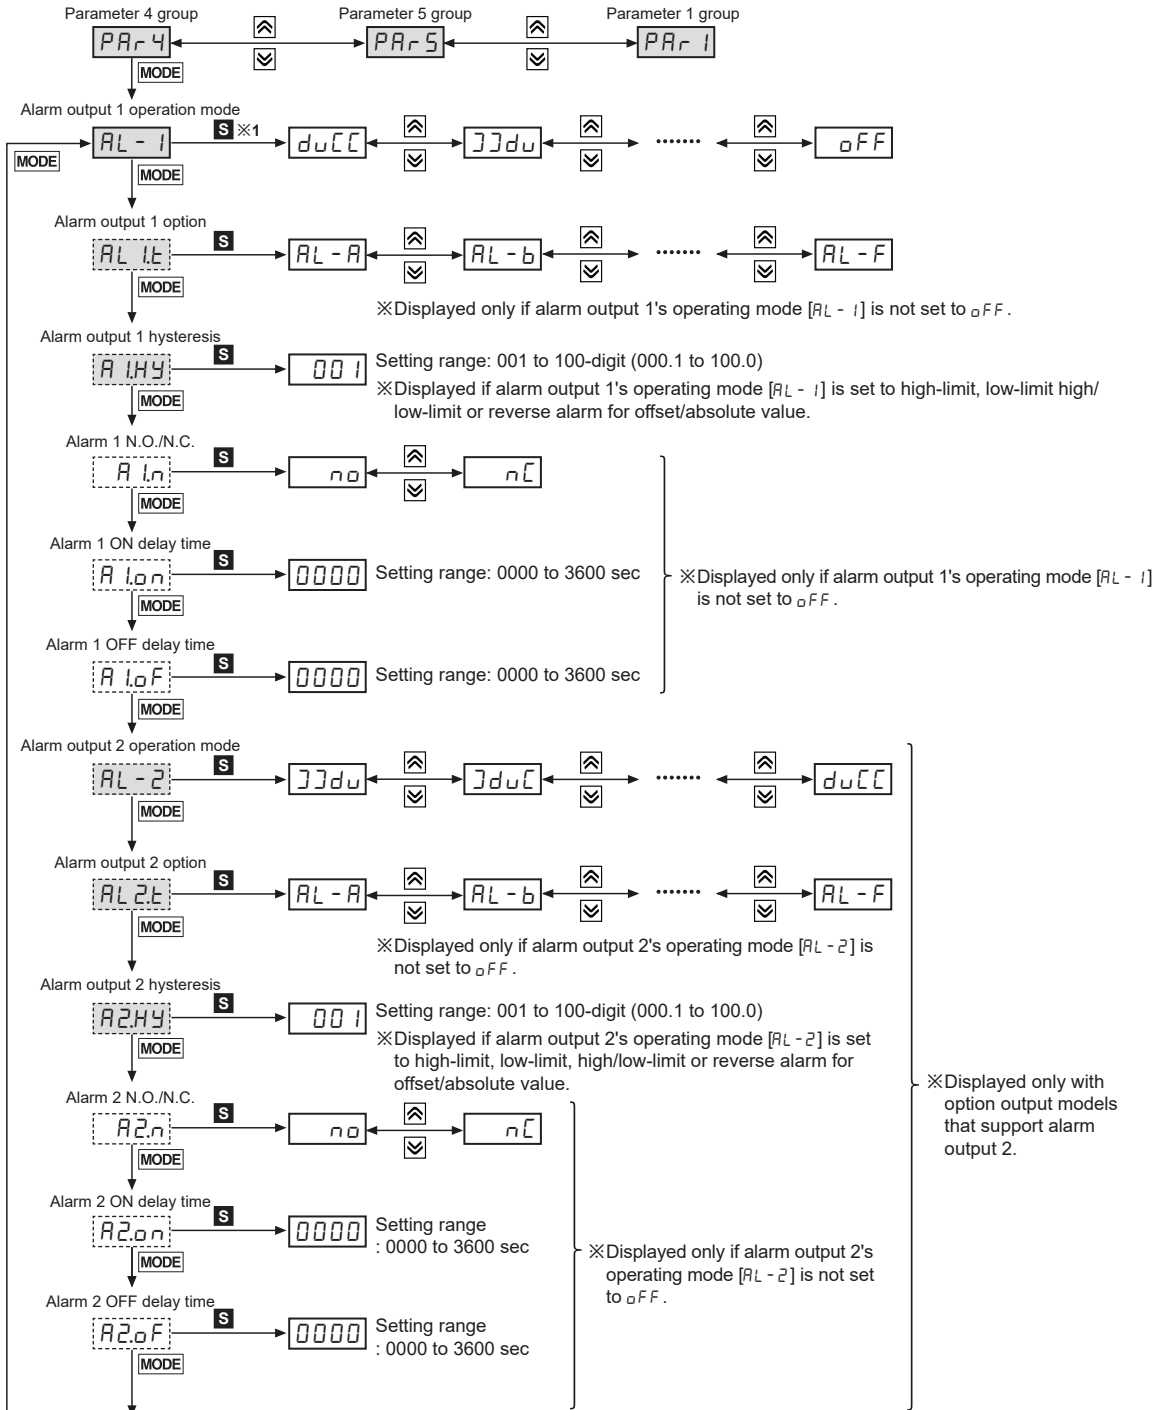 Parameter 4 group Parameter 5 group Parameter 1 group
PAr4 PAr5 PAr1
MODE
Alarm output 1 operation mode
AL-1 S ※1 duCC ]]du ······· oFF
MODE
MODE
Alarm output 1 option
AL1.t S AL-A AL-b ······· AL-F
MODE
※Displayed only if alarm output 1's operating mode [AL-1] is not set to oFF.
Alarm output 1 hysteresis
A1.HY S 001 Setting range: 001 to 100-digit (000.1 to 100.0)
MODE
※Displayed if alarm output 1's operating mode [AL-1] is set to high-limit, low-limit high/
low-limit or reverse alarm for offset/absolute value.
Alarm 1 N.O./N.C.
A1.n S no nC
MODE
Alarm 1 ON delay time
A1.on S 0000 Setting range: 0000 to 3600 sec
MODE
※Displayed only if alarm output 1's operating mode [AL-1]
is not set to oFF.
Alarm 1 OFF delay time
A1.oF S 0000 Setting range: 0000 to 3600 sec
MODE
Alarm output 2 operation mode
AL-2 S ]]du ]duC ······· duCC
MODE
Alarm output 2 option
AL2.t S AL-A AL-b ······· AL-F
MODE
※Displayed only if alarm output 2's operating mode [AL-2] is
not set to oFF.
Alarm output 2 hysteresis
A2.HY S 001 Setting range: 001 to 100-digit (000.1 to 100.0)
MODE
※Displayed if alarm output 2's operating mode [AL-2] is set
to high-limit, low-limit, high/low-limit or reverse alarm for
offset/absolute value.
※Displayed only with
option output models
that support alarm
output 2.
Alarm 2 N.O./N.C.
A2.n S no nC
MODE
Alarm 2 ON delay time
A2.on S 0000 Setting range
: 0000 to 3600 sec
MODE
※Displayed only if alarm output 2's
operating mode [AL-2] is not set
to oFF.
Alarm 2 OFF delay time
A2.oF S 0000 Setting range
: 0000 to 3600 sec
MODE